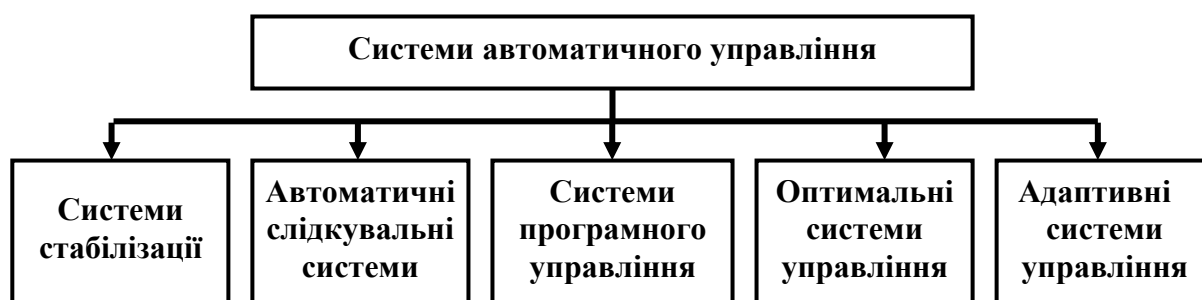 Системи автоматичного управління
Системи
стабілізації
Автоматичні
слідкувальні
системи
Системи
програмного
управління
Оптимальні
системи
управління
Адаптивні
системи
управління